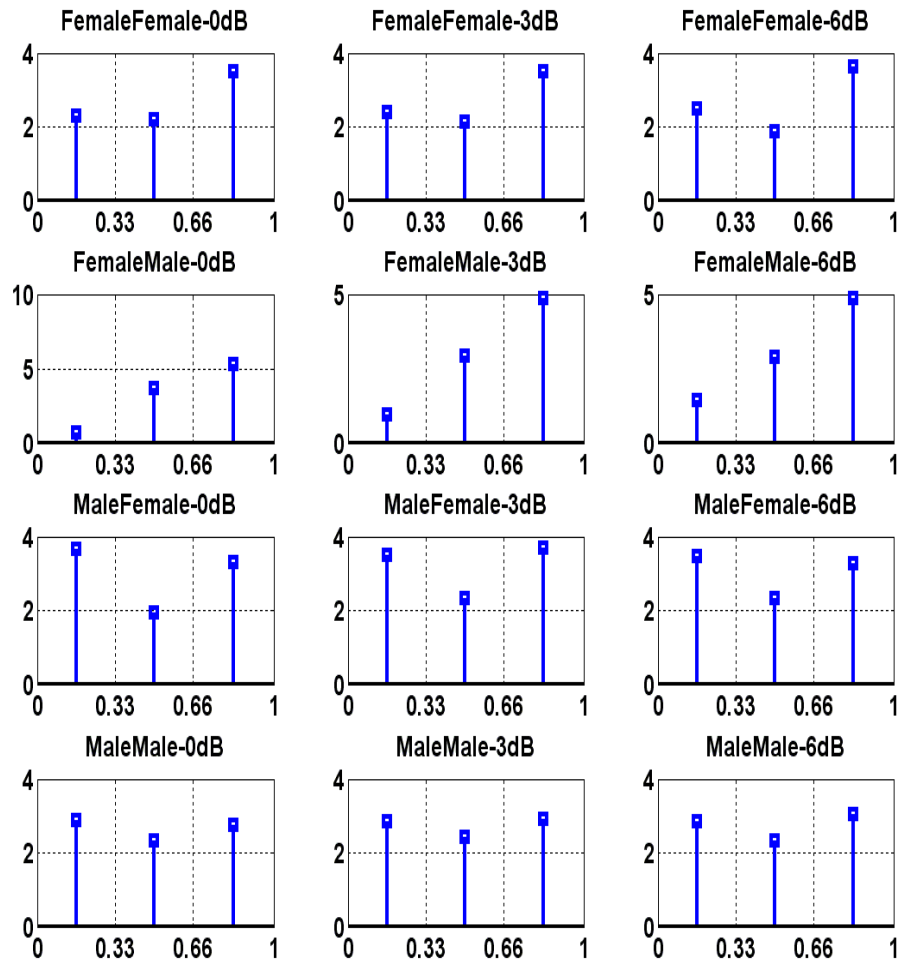 FemaleFemale-0dB FemaleFemale-3dB FemaleFemale-6dB
4 4 4
2 2 2
0 0 0
0 0.33 0.66 1 0 0.33 0.66 1 0 0.33 0.66 1
FemaleMale-0dB FemaleMale-3dB FemaleMale-6dB
10 5 5
5
0 0 0
0 0.33 0.66 1 0 0.33 0.66 1 0 0.33 0.66 1
MaleFemale-0dB MaleFemale-3dB MaleFemale-6dB
4 4 4
2 2 2
0 0 0
0 0.33 0.66 1 0 0.33 0.66 1 0 0.33 0.66 1
MaleMale-0dB MaleMale-3dB MaleMale-6dB
4 4 4
2 2 2
0 0 0
0 0.33 0.66 1 0 0.33 0.66 1 0 0.33 0.66 1